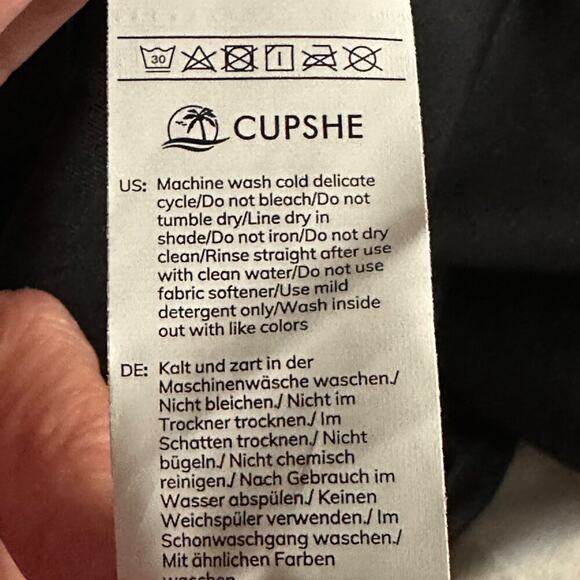 30
CUPSHE
US: Machine wash cold delicate
cycle/Do not bleach/Do not
tumble dry/Line dry in
shade/Do not iron/Do not dry
clean/Rinse straight after use
with clean water/Do not use
fabric softener/Use mild
detergent only/Wash inside
out with like colors
DE: Kalt und zart in der
Maschinenwäsche waschen./
Nicht bleichen./ Nicht im
Trockner trocknen./ Im
Schatten trocknen./ Nicht
bügeln./ Nicht chemisch
reinigen./ Nach Gebrauch im
Wasser abspülen./ Keinen
Weichspüler verwenden./ Im
Schonwaschgang waschen./
Mit ähnlichen Farben
waschen